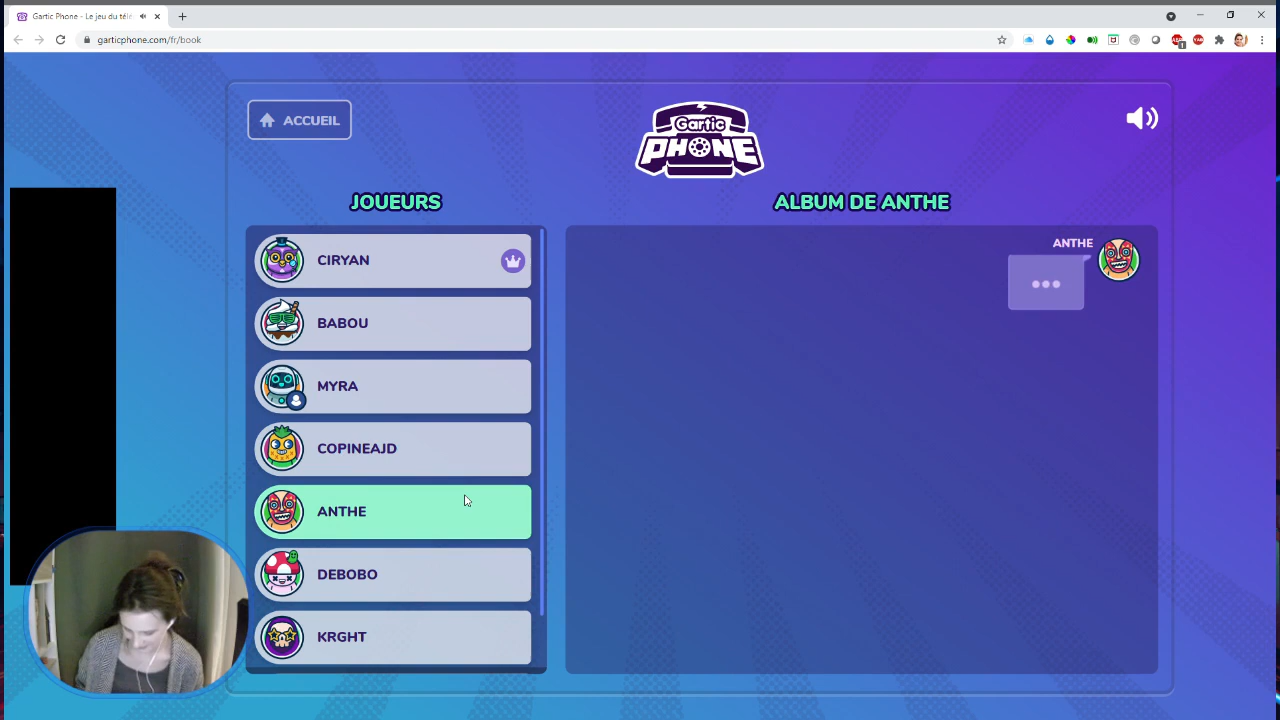 Gartic Phone - Le jeu du télé
garticphone.com/fr/book
ACCUEIL
Gartic
PHONE
JOUEURS
ALBUM DE ANTHE
CIRYAN
BABOU
MYRA
COPINEAJD
ANTHE
DEBOBO
KRGHT
ANTHE